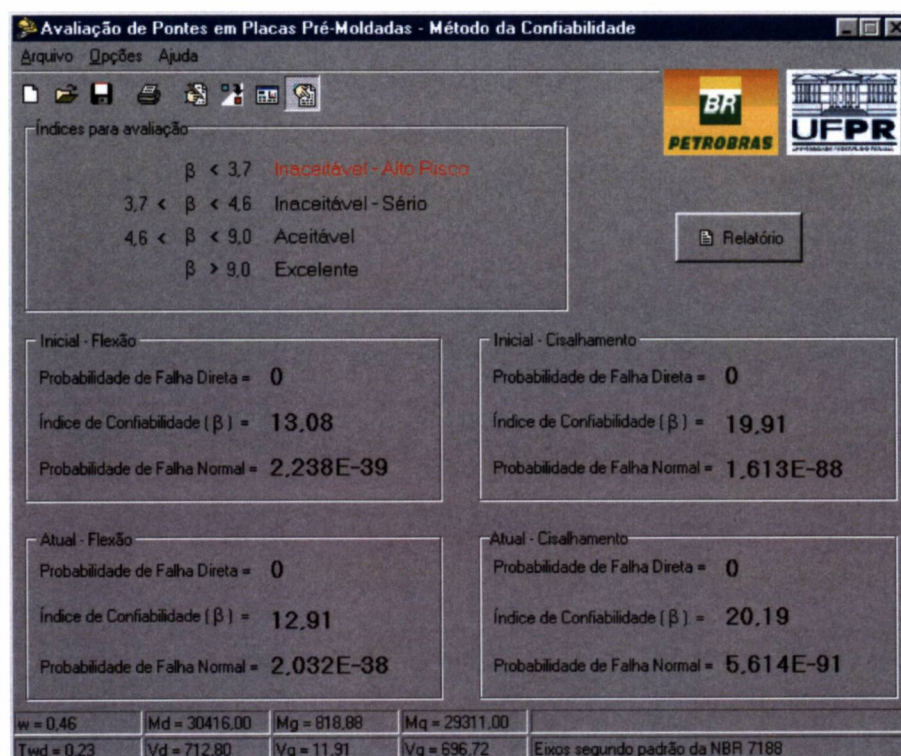 Avaliação de Pontes em Placas Pré-Moldadas - Método da Confiabilidade
Arquivo Opções Ajuda
BR
PETROBRAS
UFPR
Índices para avaliação
β < 3,7 Inaceitável - Alto Risco
3,7 < β < 4,6 Inaceitável - Sério
4,6 < β < 9,0 Aceitável
β > 9,0 Excelente
Relatório
Inicial - Flexão
Probabilidade de Falha Direta = 0
Índice de Confiabilidade ( β ) = 13,08
Probabilidade de Falha Normal = 2,238E-39
Inicial - Cisalhamento
Probabilidade de Falha Direta = 0
Índice de Confiabilidade ( β ) = 19,91
Probabilidade de Falha Normal = 1,613E-88
Atual - Flexão
Probabilidade de Falha Direta = 0
Índice de Confiabilidade ( β ) = 12,91
Probabilidade de Falha Normal = 2,032E-38
Atual - Cisalhamento
Probabilidade de Falha Direta = 0
Índice de Confiabilidade ( β ) = 20,19
Probabilidade de Falha Normal = 5,614E-91
w = 0,46 Md = 30416,00 Mg = 818,88 Mq = 29311,00
Twd = 0,23 Vd = 712,80 Vg = 11,91 Vq = 696,72 Eixos segundo padrão da NBR 7188